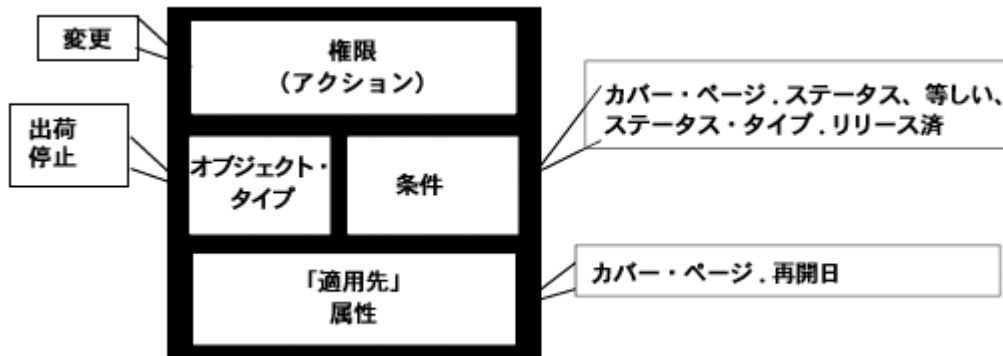 変更
権限
(アクション)
出荷
停止
オブジェクト・
タイプ
条件
カバー・ページ.ステータス、等しい、
ステータス・タイプ.リリース済
「適用先」
属性
カバー・ページ.再開日